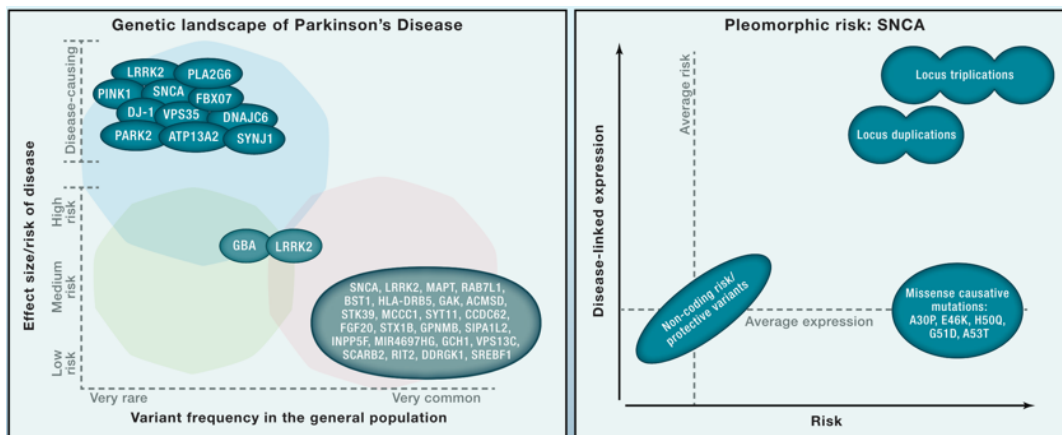 Genetic landscape of Parkinson's Disease
Effect size/risk of disease
Disease-causing
High
risk
Medium
risk
Low
risk
LRRK2
PLA2G6
PINK1
SNCA
FBX07
DJ-1
VPS35
DNAJC6
PARK2
ATP13A2
SYNJ1
GBA
LRRK2
SNCA, LRRK2, MAPT, RAB7L1,
BST1, HLA-DRB5, GAK, ACMSD,
STK39, MCCC1, SYT11, CCDC62,
FGF20, STX1B, GPNMB, SIPA1L2,
INPP5F, MIR4697HG, GCH1, VPS13C,
SCARB2, RIT2, DDRGK1, SREBF1
Very rare
Very common
Variant frequency in the general population
Pleomorphic risk: SNCA
Disease-linked expression
Average risk
Locus triplications
Locus duplications
Non-coding risk/
protective variants
Average expression
Missense causative
mutations:
A30P, E46K, H50Q,
G51D, A53T
Risk